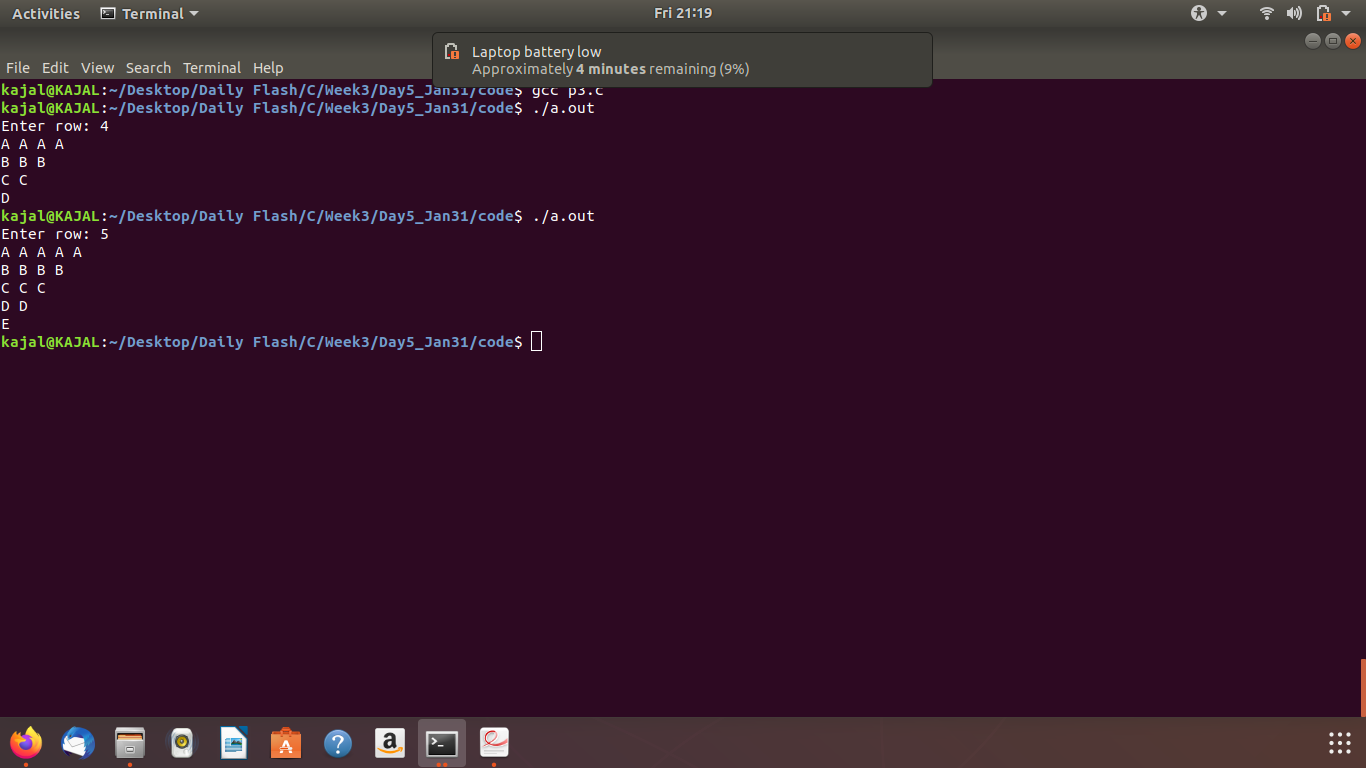 Activities Terminal Fri 21:19
Laptop battery low
Approximately 4 minutes remaining (9%)
File Edit View Search Terminal Help
kajal@KAJAL:~/Desktop/Daily Flash/C/Week3/Day5_Jan31/code$ gcc p3.c
kajal@KAJAL:~/Desktop/Daily Flash/C/Week3/Day5_Jan31/code$ ./a.out
Enter row: 4
A A A A
B B B
C C
D
kajal@KAJAL:~/Desktop/Daily Flash/C/Week3/Day5_Jan31/code$ ./a.out
Enter row: 5
A A A A A
B B B B
C C C
D D
E
kajal@KAJAL:~/Desktop/Daily Flash/C/Week3/Day5_Jan31/code$